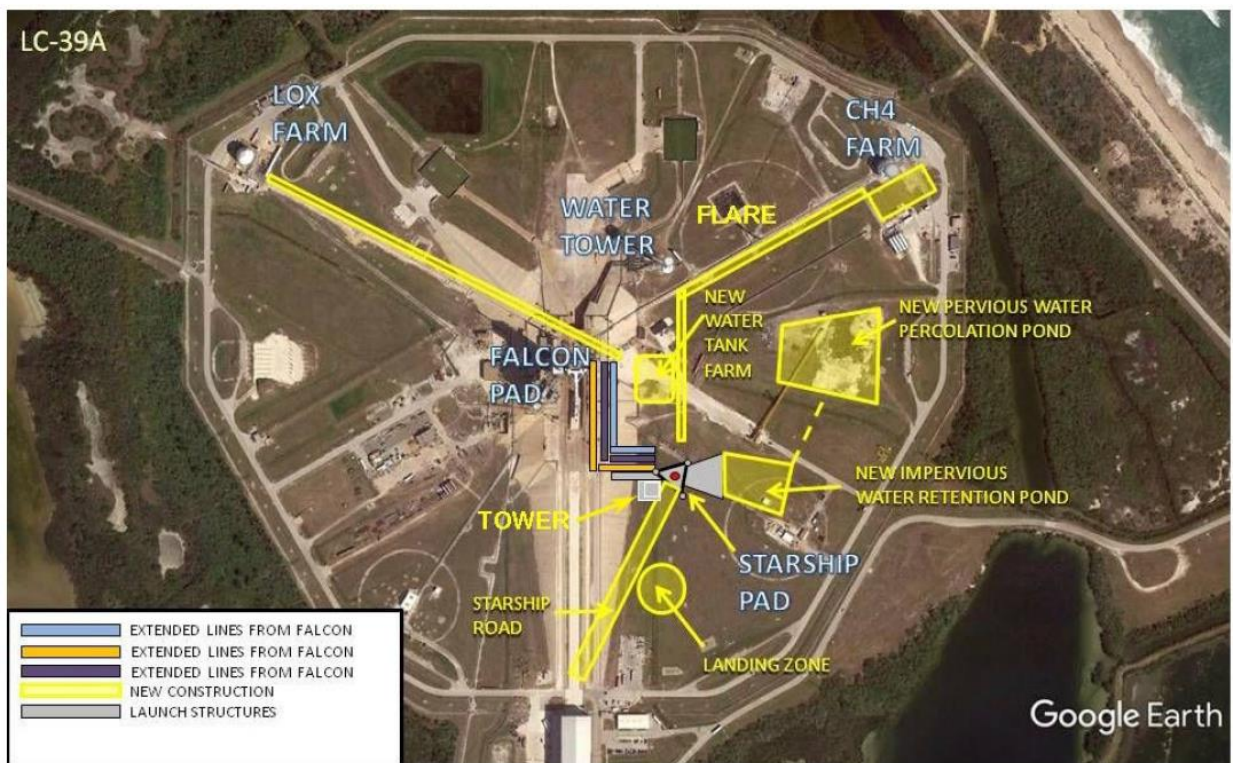 LC-39A
LOX
FARM
CH4
FARM
WATER
TOWER
FLARE
NEW
WATER
TANK
FARM
NEW PERVIOUS WATER
PERCOLATION POND
FALCON
PAD
NEW IMPERVIOUS
WATER RETENTION POND
TOWER
STARSHIP
PAD
STARSHIP
ROAD
LANDING ZONE
EXTENDED LINES FROM FALCON
EXTENDED LINES FROM FALCON
EXTENDED LINES FROM FALCON
NEW CONSTRUCTION
LAUNCH STRUCTURES
Google Earth